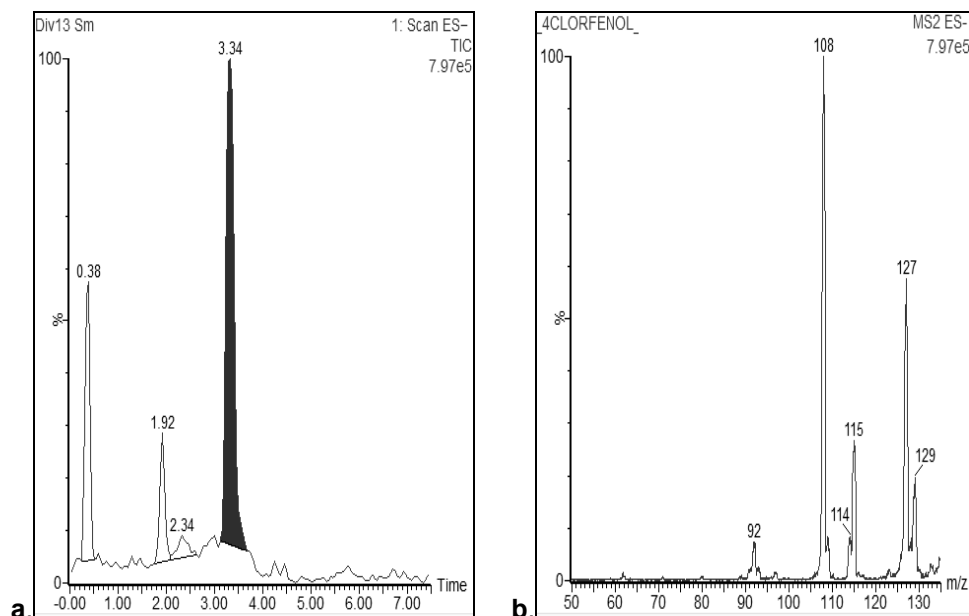 Div13 Sm
1: Scan ES-
TIC
7.97e5
3.34
100
0.38
%
1.92
2.34
0
-0.00 1.00 2.00 3.00 4.00 5.00 6.00 7.00
Time
a.
_4CLORFENOL_
MS2 ES-
7.97e5
108
100
127
%
115
129
114
92
0
50 60 70 80 90 100 110 120 130
m/z
b.